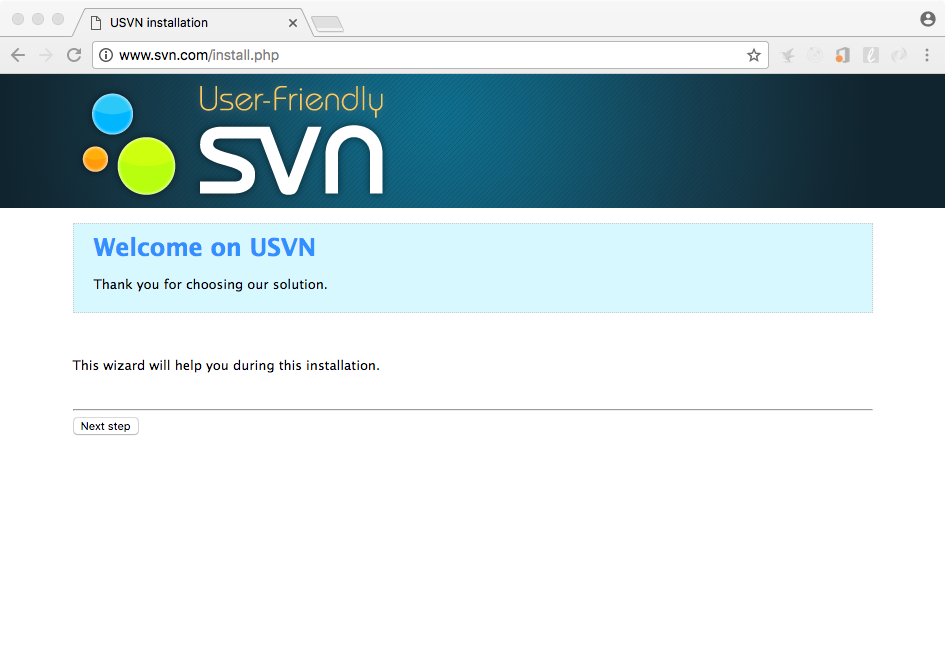 USVN installation
www.svn.com/install.php
User-Friendly
svn
Welcome on USVN
Thank you for choosing our solution.
This wizard will help you during this installation.
Next step